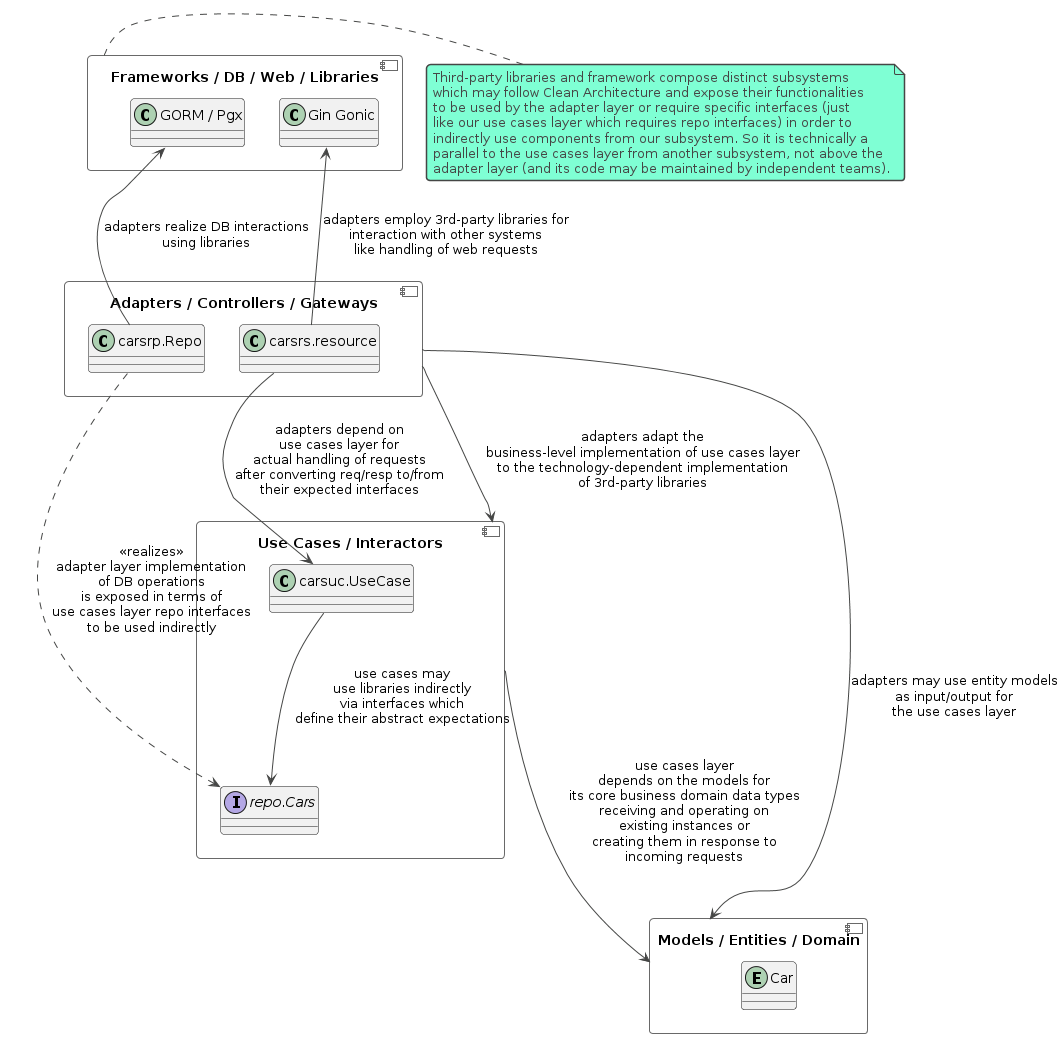 Frameworks / DB / Web / Libraries
C GORM / Pgx
C Gin Gonic
Third-party libraries and framework compose distinct subsystems
which may follow Clean Architecture and expose their functionalities
to be used by the adapter layer or require specific interfaces (just
like our use cases layer which requires repo interfaces) in order to
indirectly use components from our subsystem. So it is technically a
parallel to the use cases layer from another subsystem, not above the
adapter layer (and its code may be maintained by independent teams).
adapters realize DB interactions
using libraries
adapters employ 3rd-party libraries for
interaction with other systems
like handling of web requests
Adapters / Controllers / Gateways
C carsrp.Repo
C carsrs.resource
adapters depend on
use cases layer for
actual handling of requests
after converting req/resp to/from
their expected interfaces
adapters adapt the
business-level implementation of use cases layer
to the technology-dependent implementation
of 3rd-party libraries
Use Cases / Interactors
C carsuc.UseCase
«realizes»
adapter layer implementation
of DB operations
is exposed in terms of
use cases layer repo interfaces
to be used indirectly
use cases may
use libraries indirectly
via interfaces which
define their abstract expectations
adapters may use entity models
as input/output for
the use cases layer
I repo.Cars
use cases layer
depends on the models for
its core business domain data types
receiving and operating on
existing instances or
creating them in response to
incoming requests
Models / Entities / Domain
E Car